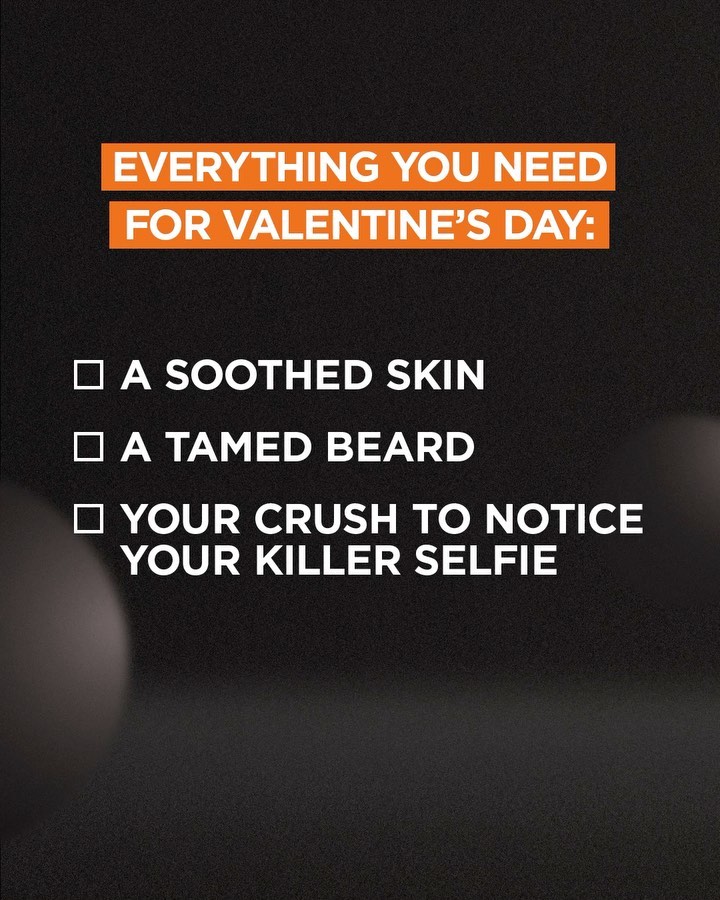 EVERYTHING YOU NEED
FOR VALENTINE’S DAY:
☐ A SOOTHED SKIN
☐ A TAMED BEARD
☐ YOUR CRUSH TO NOTICE
YOUR KILLER SELFIE